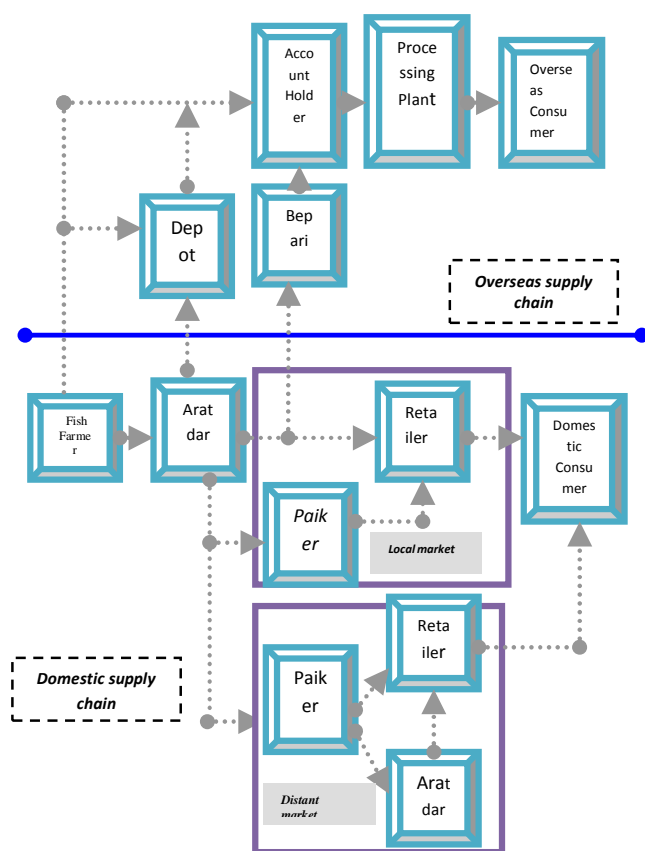 Acco
unt
Hold
er
Proce
ssing
Plant
Overse
as
Consu
mer
Dep
ot
Bep
ari
Overseas supply
chain
Fish
Farme
r
Arat
dar
Reta
iler
Domes
tic
Consu
mer
Paik
er
Local market
Reta
iler
Paik
er
Domestic supply
chain
Arat
dar
Distant
market